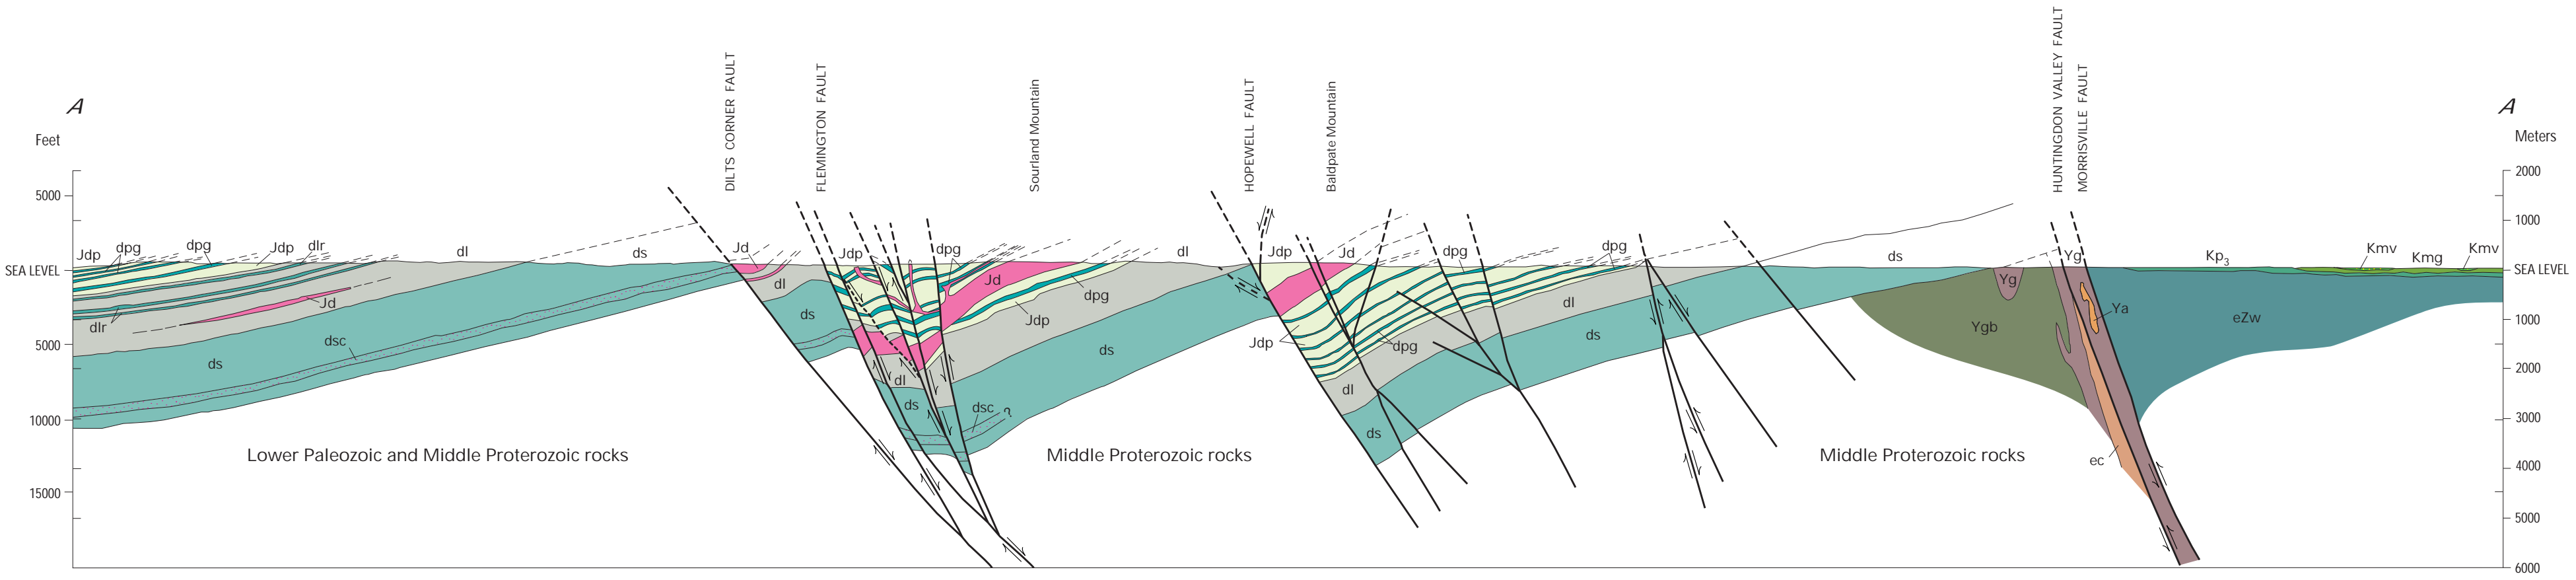 DILTS CORNER FAULT
FLEMINGTON FAULT
Sourland Mountain
HOPEWELL FAULT
Baldpate Mountain
HUNTINGDON VALLEY FAULT
MORRISVILLE FAULT
A
A
Feet
Meters
5000
SEA LEVEL
5000
10000
15000
2000
1000
SEA LEVEL
1000
2000
3000
4000
5000
6000
Jdp
dpg
dpg
Jdp
dlr
dl
ds
Jd
Jdp
dpg
dl
Jdp
Jd
dpg
dpg
ds
Yg
Kp3
Kmv
Kmg
Kmv
dlr
Jd
dsc
ds
dl
ds
Jd
dpg
Jdp
dl
ds
dsc
?
ds
Jdp
dpg
dl
ds
dl
ds
Yg
Ygb
Ya
eZw
ec
Lower Paleozoic and Middle Proterozoic rocks
Middle Proterozoic rocks
Middle Proterozoic rocks